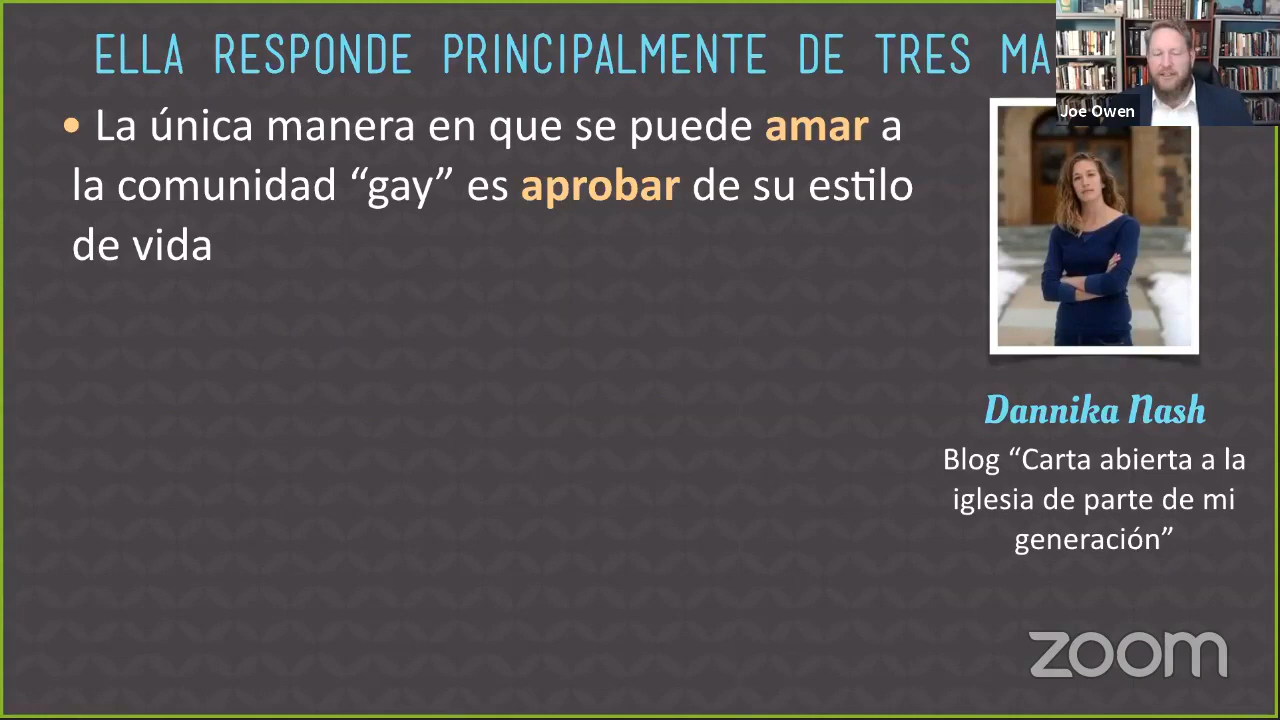 ELLA RESPONDE PRINCIPALMENTE DE TRES MA
Joe Owen
• La única manera en que se puede amar a
la comunidad “gay” es aprobar de su estilo
de vida
Dannika Nash
Blog “Carta abierta a la
iglesia de parte de mi
generación”
zoom